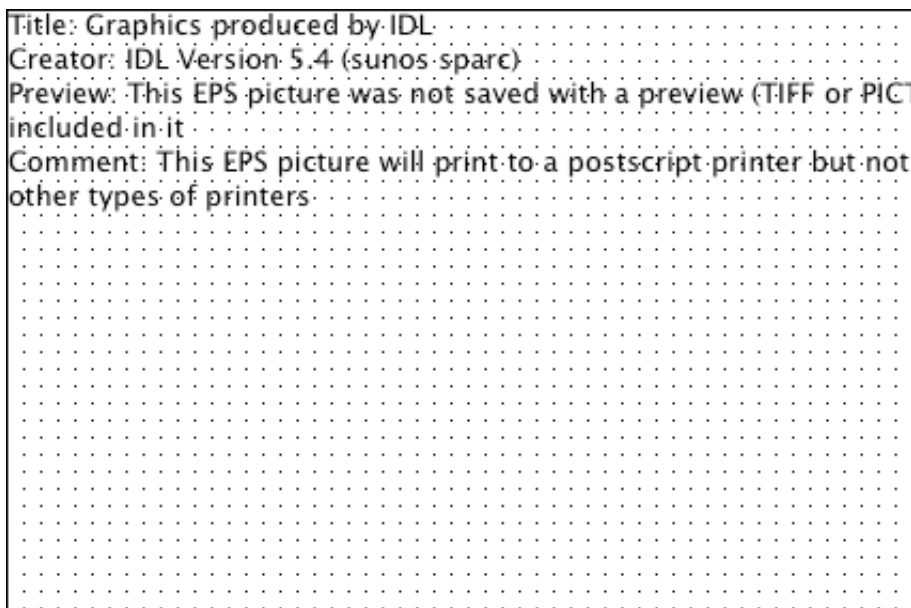 Title: Graphics produced by IDL
Creator: IDL Version 5.4 (sunos sparc)
Preview: This EPS picture was not saved with a preview (TIFF or PICT
included in it
Comment: This EPS picture will print to a postscript printer but not
other types of printers